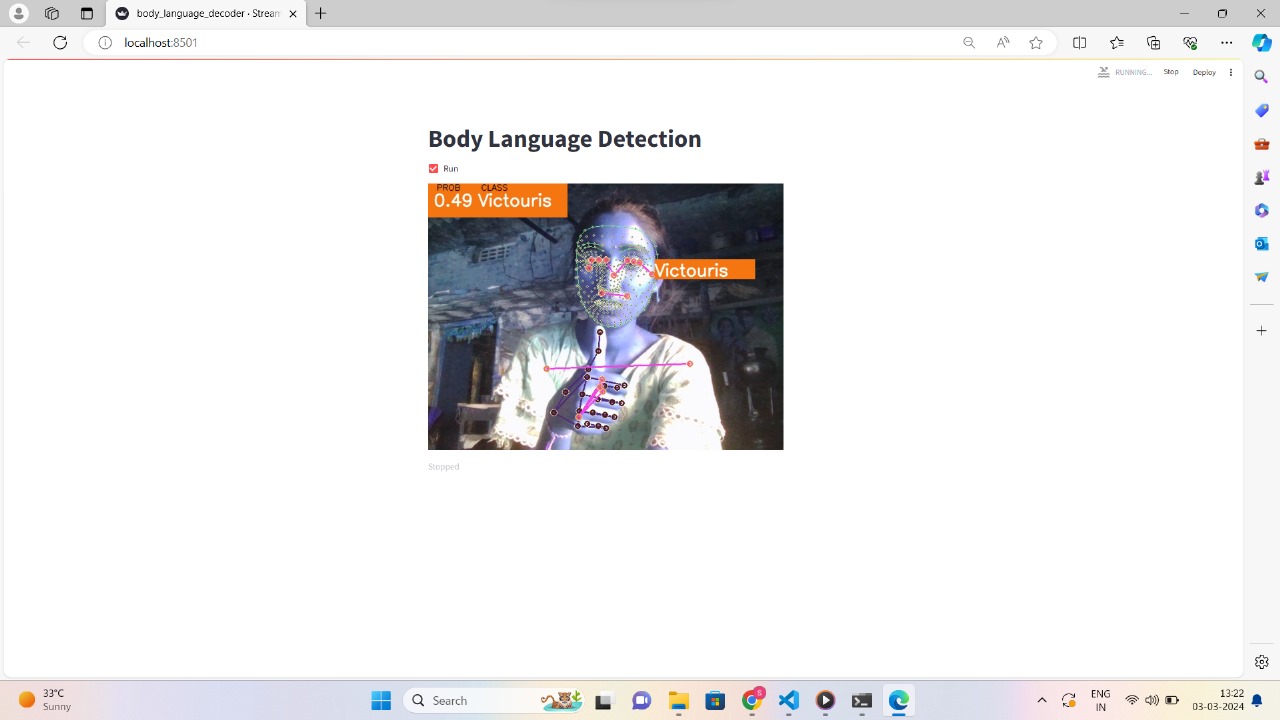 body_language_decoder • Stream
localhost:8501
RUNNING...
Stop
Deploy
Body Language Detection
Run
PROB CLASS
0.49 Victouris
Victouris
Stopped
33°C
Sunny
Search
S
ENG
IN
13:22
03-03-2024